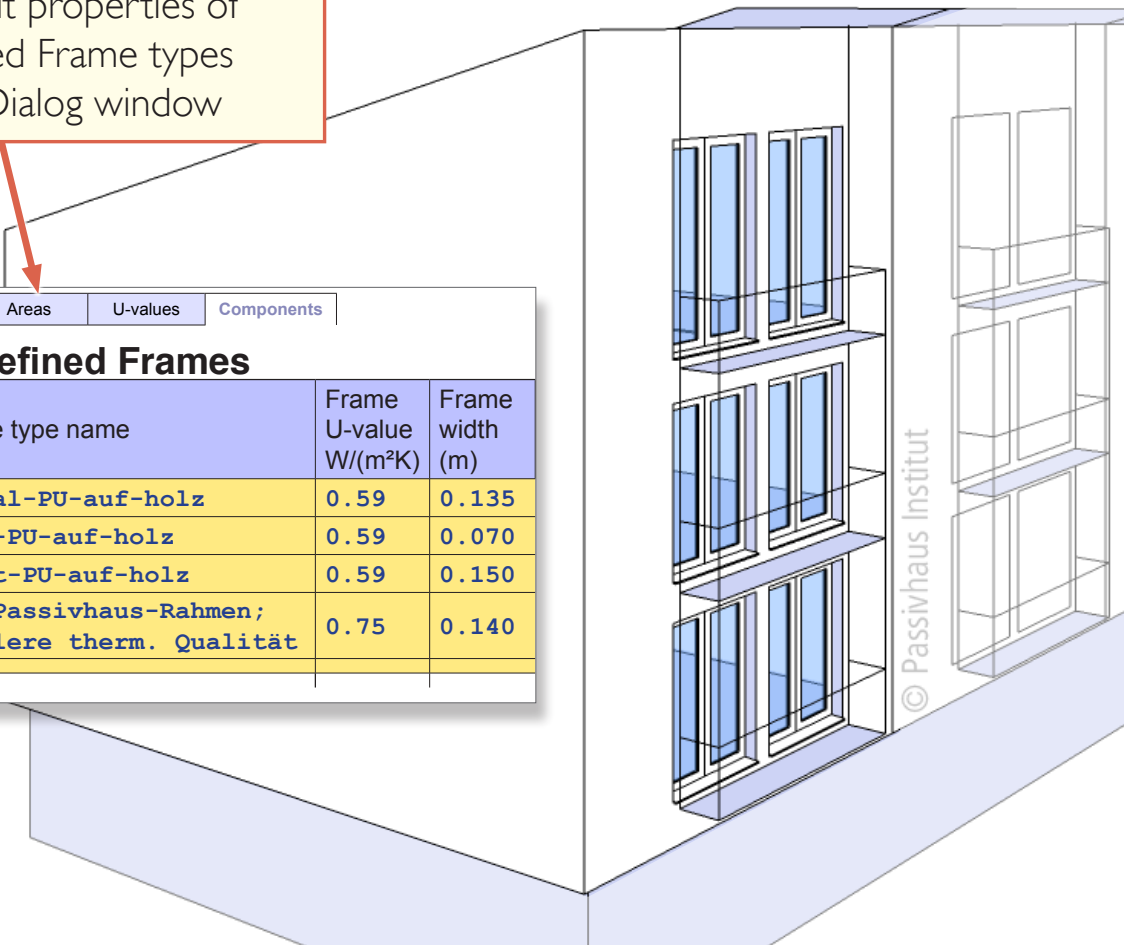 it properties of
ed Frame types
Dialog window
Areas U-values Components
efined Frames
e type name Frame U-value W/(m²K) Frame width (m)
al-PU-auf-holz 0.59 0.135
-PU-auf-holz 0.59 0.070
t-PU-auf-holz 0.59 0.150
Passivhaus-Rahmen;
lere therm. Qualität 0.75 0.140
© Passivhaus Institut